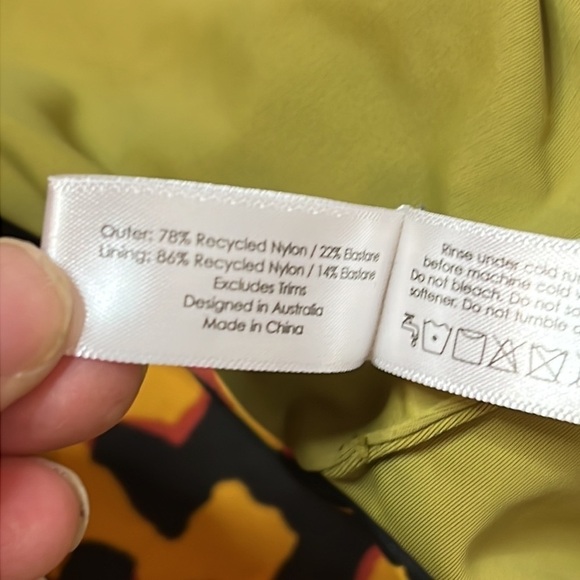 Outer: 78% Recycled Nylon / 22% Elastane
Lining: 86% Recycled Nylon / 14% Elastane
Excludes Trims
Designed in Australia
Made in China
Rinse under cold
before machine cold
Do not bleach. Do not
softener. Do not tumble